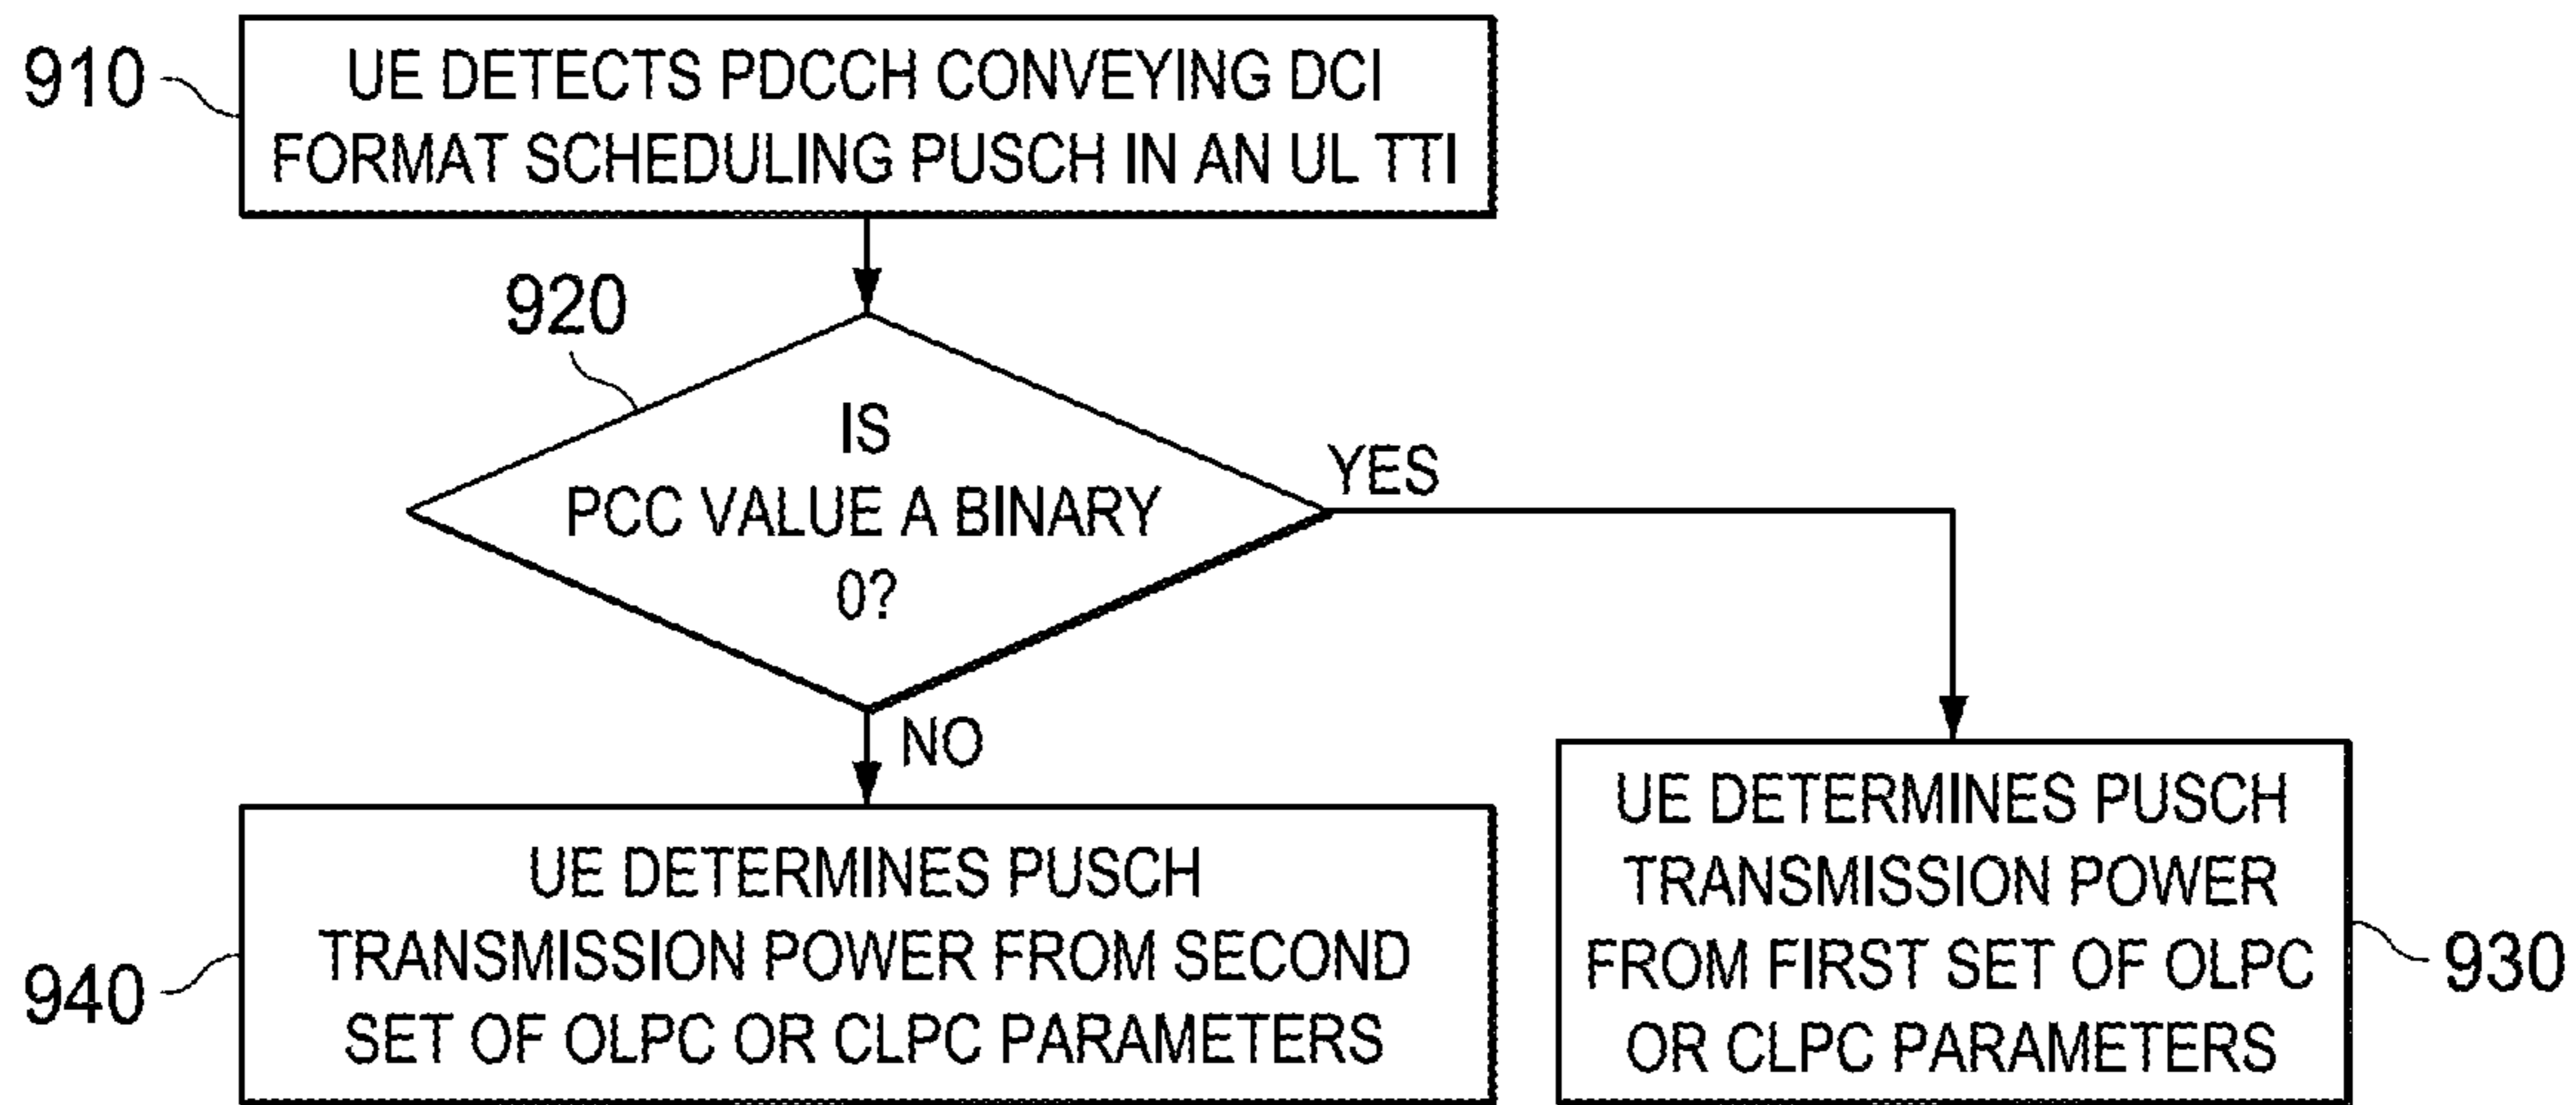 910
UE DETECTS PDCCH CONVEYING DCI
FORMAT SCHEDULING PUSCH IN AN UL TTI
920
IS
PCC VALUE A BINARY
0?
YES
NO
940
UE DETERMINES PUSCH
TRANSMISSION POWER FROM SECOND
SET OF OLPC OR CLPC PARAMETERS
UE DETERMINES PUSCH
TRANSMISSION POWER
FROM FIRST SET OF OLPC
OR CLPC PARAMETERS
930